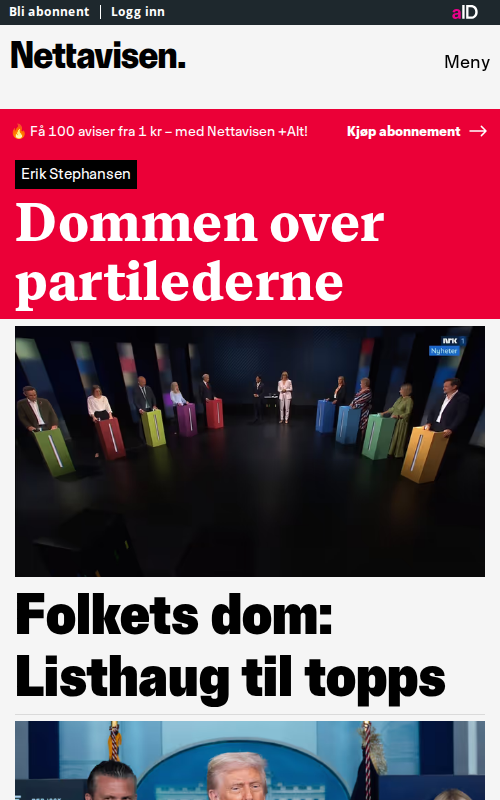 Bli abonnent
Logg inn
aID
Nettavisen.
Meny
🔥 Få 100 aviser fra 1 kr – med Nettavisen +Alt!
Kjøp abonnement →
Erik Stephansen
Dommen over
partilederne
NRK 1
Nyheter
Folkets dom:
Listhaug til topps